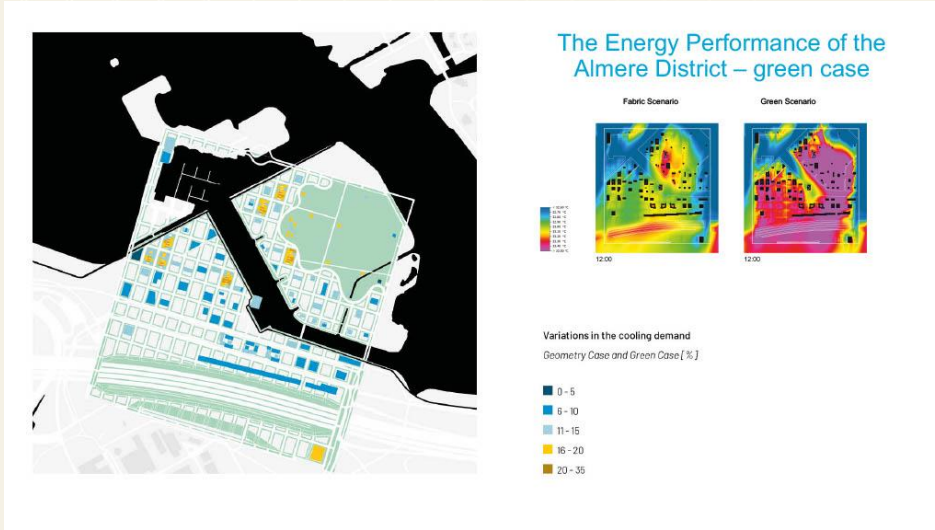 The Energy Performance of the
Almere District – green case
Fabric Scenario
Green Scenario
12:00
12:00
Variations in the cooling demand
Geometry Case and Green Case [ % ]
0 - 5
6 - 10
11 - 15
16 - 20
20 - 35